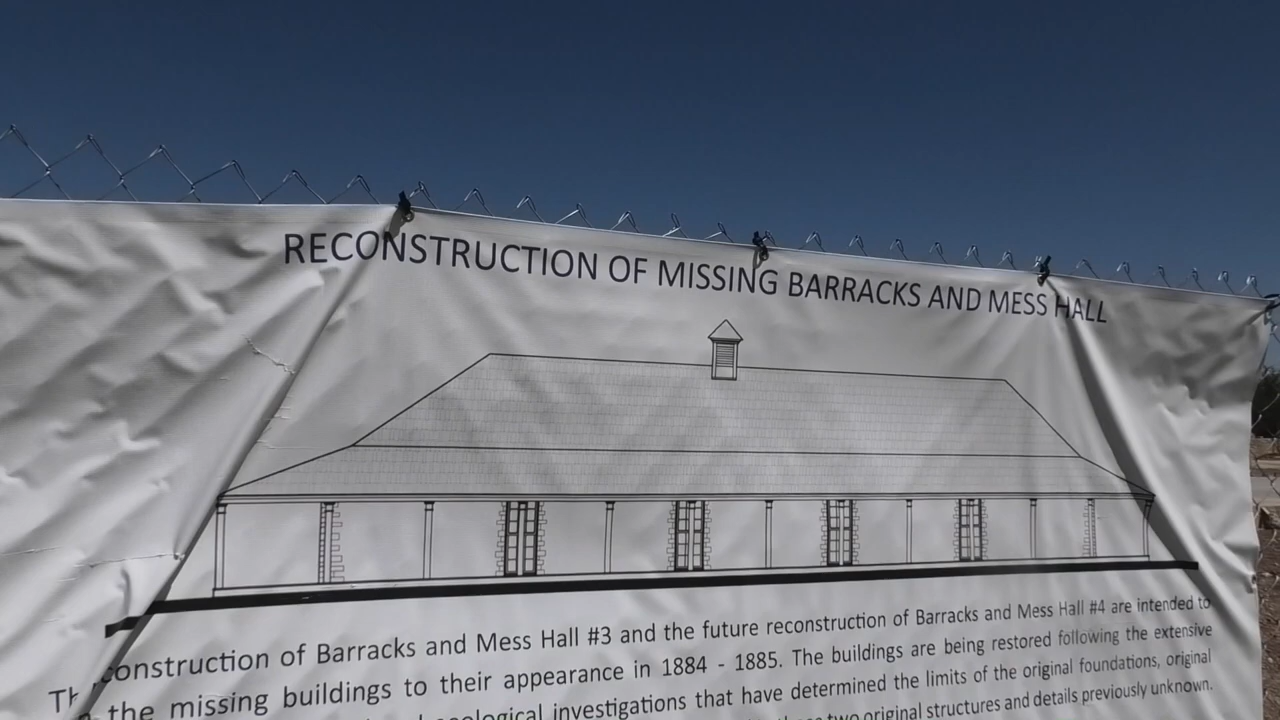 RECONSTRUCTION OF MISSING BARRACKS AND MESS HALL
construction of Barracks and Mess Hall #3 and the future reconstruction of Barracks and Mess Hall #4 are intended to
the missing buildings to their appearance in 1884 - 1885. The buildings are being restored following the extensive
investigations that have determined the limits of the original foundations, original
two original structures and details previously unknown.